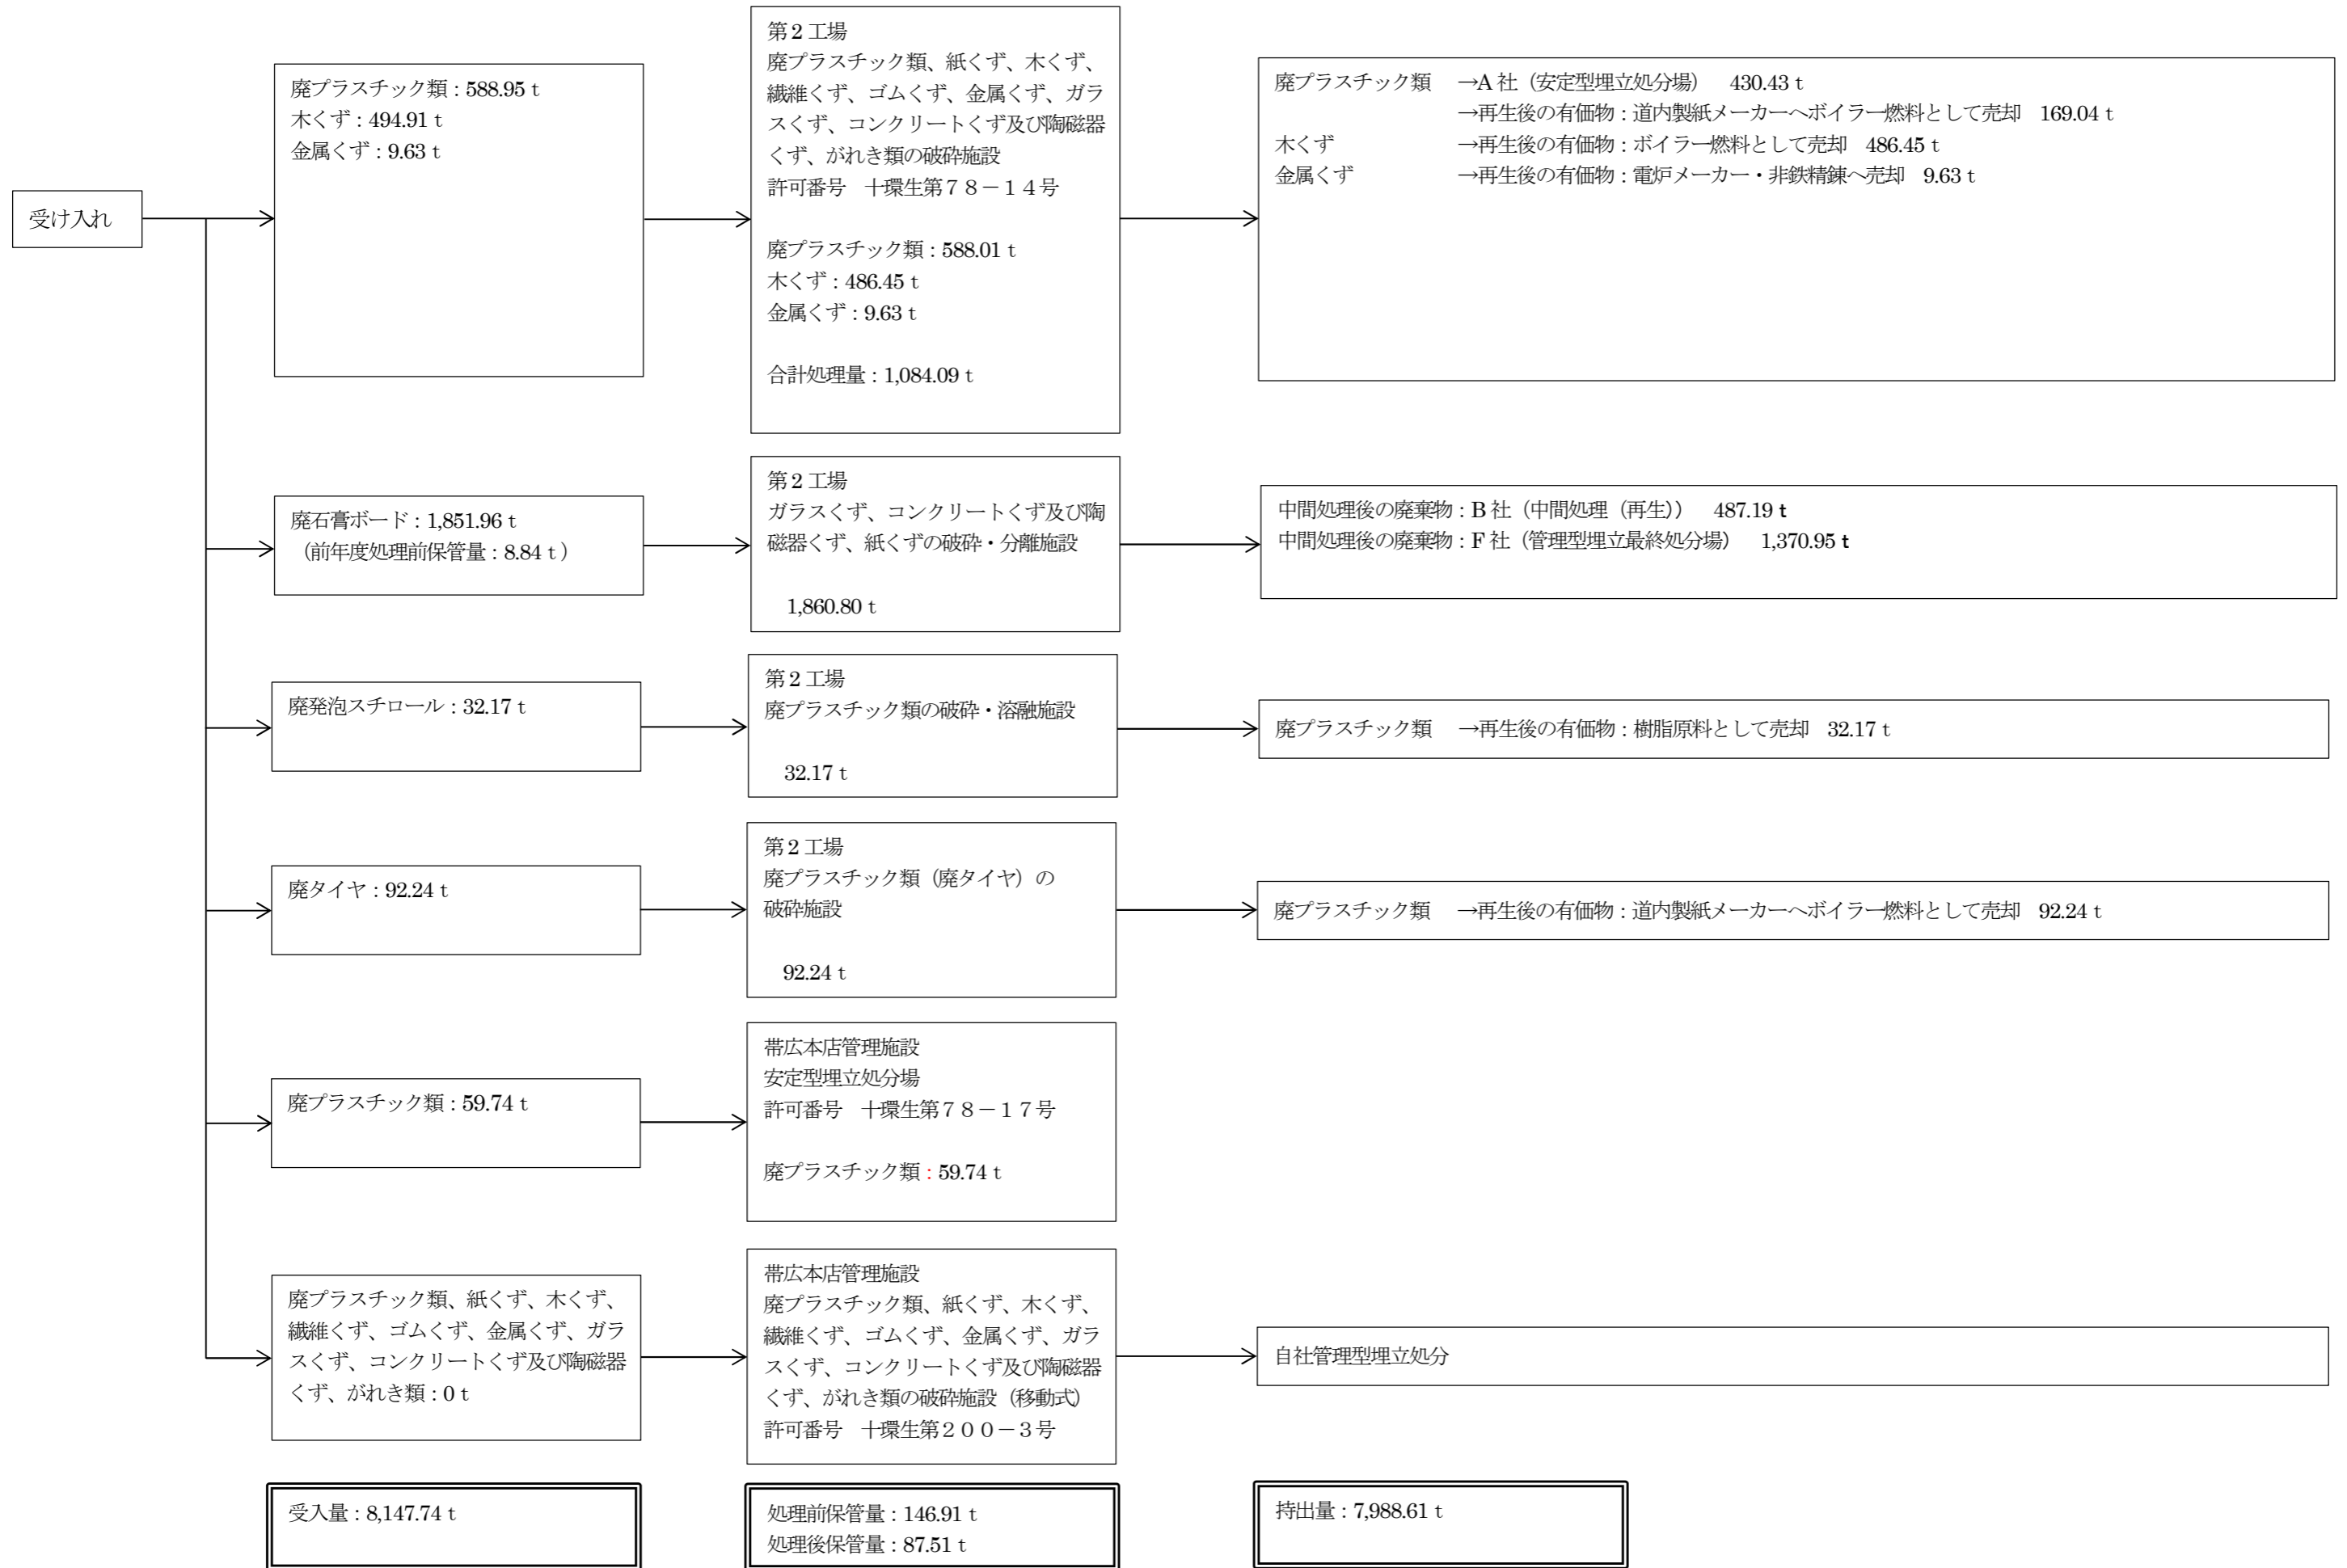 受け入れ
廃プラスチック類：588.95 t
木くず：494.91 t
金属くず：9.63 t
第2工場
廃プラスチック類、紙くず、木くず、
繊維くず、ゴムくず、金属くず、ガラ
スくず、コンクリートくず及び陶磁器
くず、がれき類の破砕施設
許可番号　十環生第７８－１４号
廃プラスチック類：588.01 t
木くず：486.45 t
金属くず：9.63 t
合計処理量：1,084.09 t
廃プラスチック類　→A 社（安定型埋立処分場）　430.43 t
→再生後の有価物：道内製紙メーカーへボイラー燃料として売却　169.04 t
木くず　→再生後の有価物：ボイラー燃料として売却　486.45 t
金属くず　→再生後の有価物：電炉メーカー・非鉄精錬へ売却　9.63 t
廃石膏ボード：1,851.96 t
（前年度処理前保管量：8.84 t）
第2工場
ガラスくず、コンクリートくず及び陶
磁器くず、紙くずの破砕・分離施設
1,860.80 t
中間処理後の廃棄物：B 社（中間処理（再生））　487.19 t
中間処理後の廃棄物：F 社（管理型埋立最終処分場）　1,370.95 t
廃発泡スチロール：32.17 t
第2工場
廃プラスチック類の破砕・溶融施設
32.17 t
廃プラスチック類　→再生後の有価物：樹脂原料として売却　32.17 t
廃タイヤ：92.24 t
第2工場
廃プラスチック類（廃タイヤ）の
破砕施設
92.24 t
廃プラスチック類　→再生後の有価物：道内製紙メーカーへボイラー燃料として売却　92.24 t
廃プラスチック類：59.74 t
帯広本店管理施設
安定型埋立処分場
許可番号　十環生第７８－１７号
廃プラスチック類：59.74 t
廃プラスチック類、紙くず、木くず、
繊維くず、ゴムくず、金属くず、ガラ
スくず、コンクリートくず及び陶磁器
くず、がれき類：0 t
帯広本店管理施設
廃プラスチック類、紙くず、木くず、
繊維くず、ゴムくず、金属くず、ガラ
スくず、コンクリートくず及び陶磁器
くず、がれき類の破砕施設（移動式）
許可番号　十環生第２００－３号
自社管理型埋立処分
受入量：8,147.74 t
処理前保管量：146.91 t
処理後保管量：87.51 t
持出量：7,988.61 t